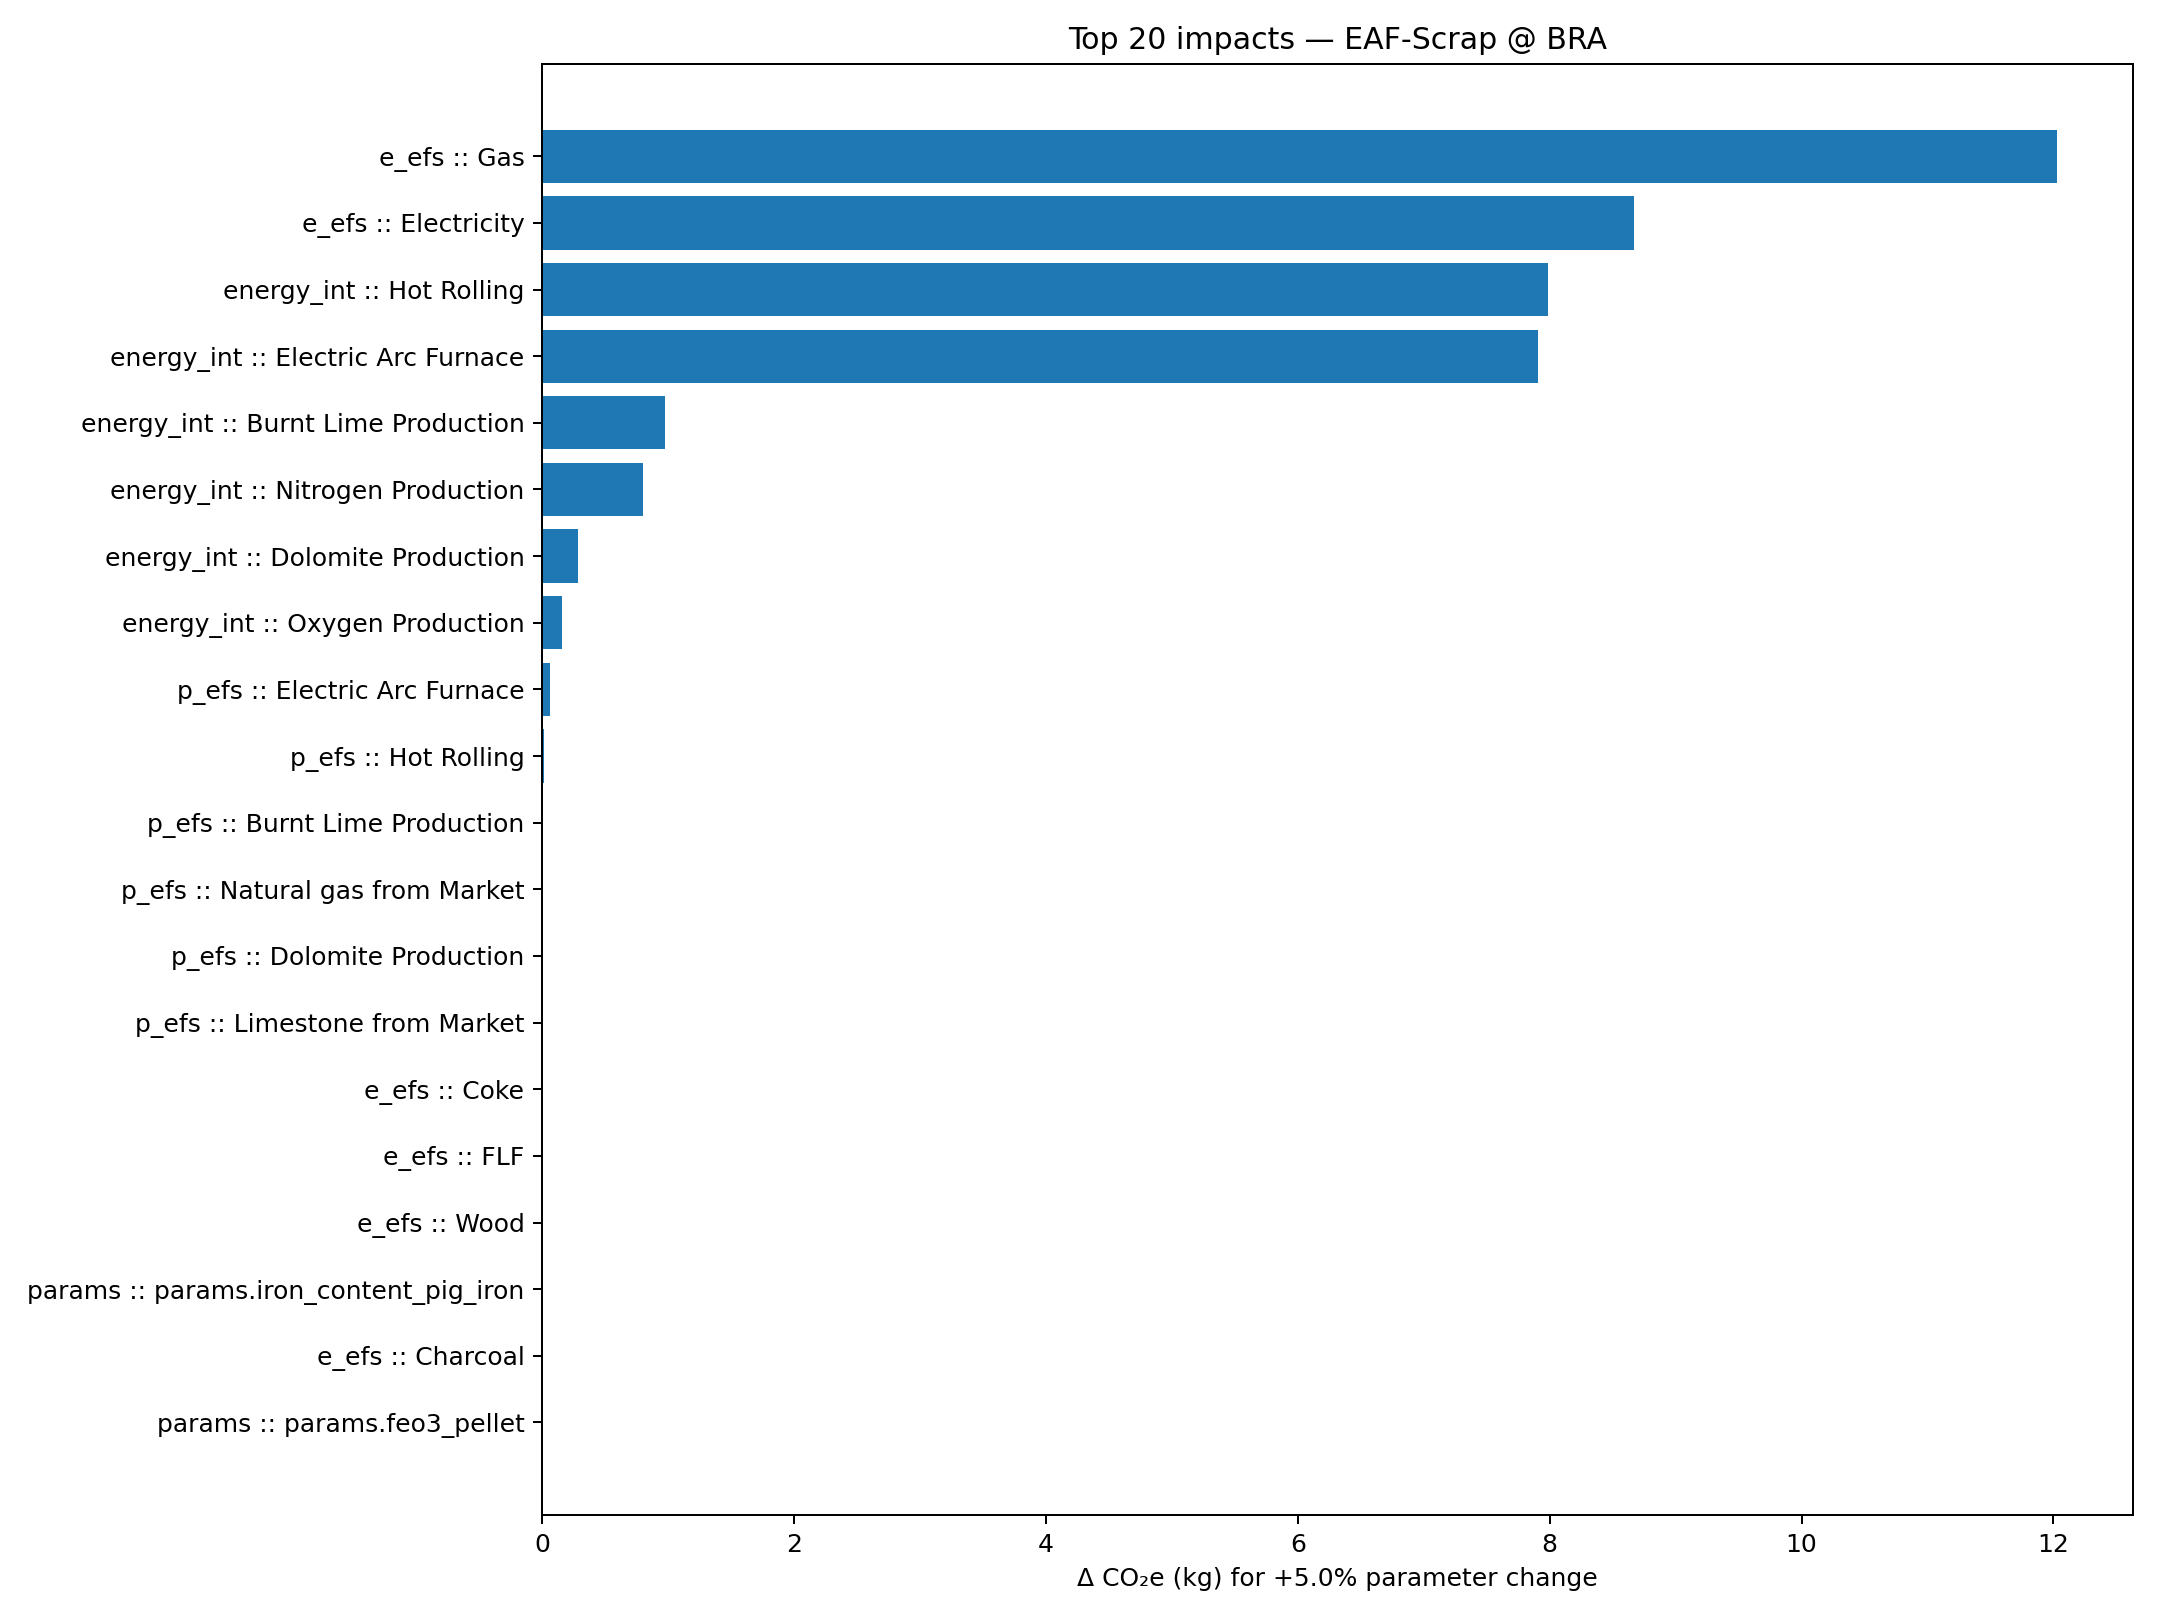 Top 20 impacts — EAF-Scrap @ BRA
e_efs :: Gas
e_efs :: Electricity
energy_int :: Hot Rolling
energy_int :: Electric Arc Furnace
energy_int :: Burnt Lime Production
energy_int :: Nitrogen Production
energy_int :: Dolomite Production
energy_int :: Oxygen Production
p_efs :: Electric Arc Furnace
p_efs :: Hot Rolling
p_efs :: Burnt Lime Production
p_efs :: Natural gas from Market
p_efs :: Dolomite Production
p_efs :: Limestone from Market
e_efs :: Coke
e_efs :: FLF
e_efs :: Wood
params :: params.iron_content_pig_iron
e_efs :: Charcoal
params :: params.feo3_pellet
0 2 4 6 8 10 12
Δ CO₂e (kg) for +5.0% parameter change